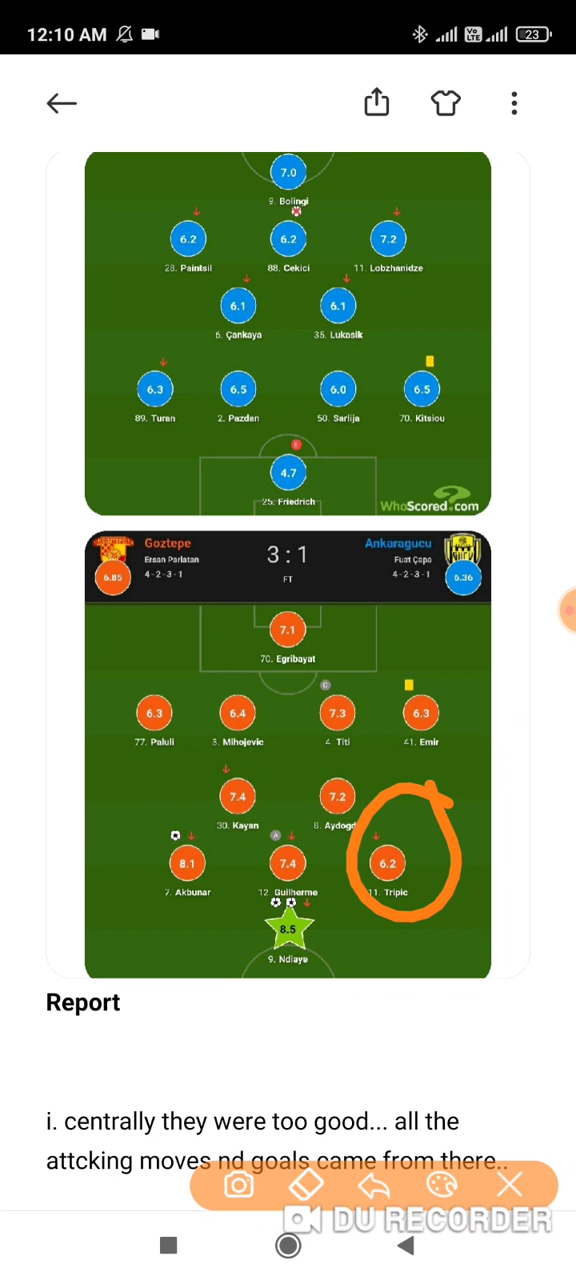 12:10 AM Vo LTE 23
7.0
9. Bolingi
6.2 6.2 7.2
28. Paintsil 88. Cekici 11. Lobzhanidze
6.1 6.1
6. Çankaya 35. Lukasik
6.3 6.5 6.0 6.5
89. Turan 2. Pazdan 50. Sarlija 70. Kitsiou
4.7
25. Friedrich
WhoScored.com
Goztepe 3 : 1 Ankaragucu
Ersan Parlatan Fuat Çapa
6.85 4-2-3-1 FT 4-2-3-1 6.36
7.1
70. Egribayat
C
6.3 6.4 7.3 6.3
77. Paluli 3. Mihojevic 4. Titi 41. Emir
7.4 7.2
30. Kayan 8. Aydogd
A
8.1 7.4 6.2
7. Akbunar 12. Guilherme 11. Tripic
8.5
9. Ndiaye
Report
i. centrally they were too good... all the
attcking moves nd goals came from there..
DU RECORDER